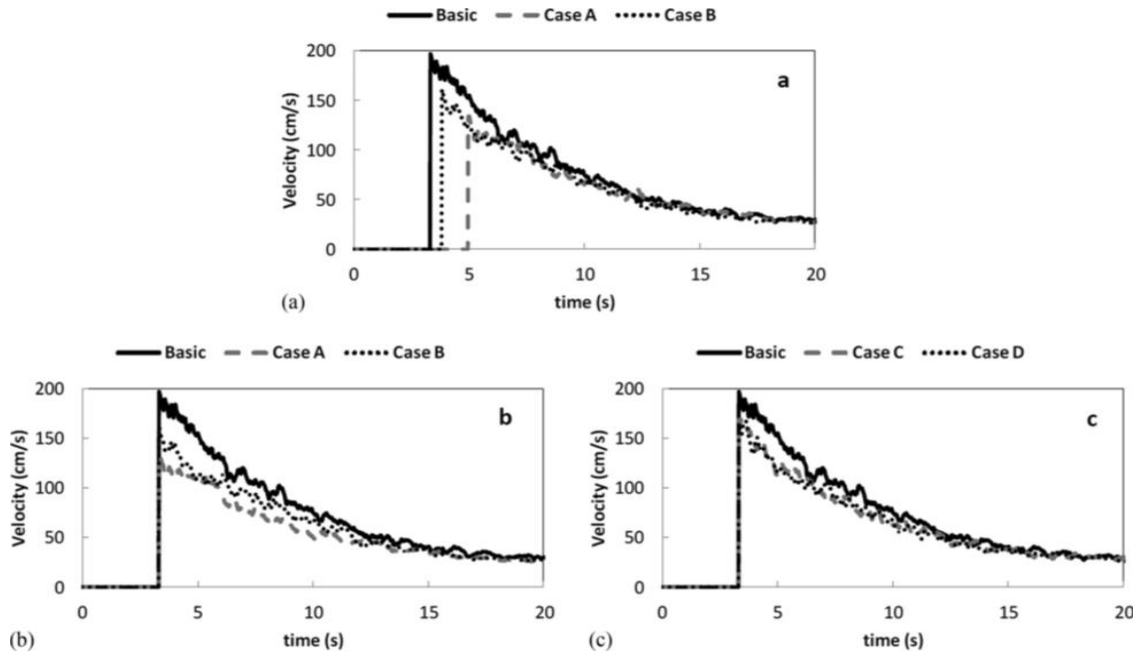 Basic Case A Case B
200
150
100
50
0
Velocity (cm/s)
a
0 5 10 15 20
time (s)
(a)
Basic Case A Case B
200
150
100
50
0
Velocity (cm/s)
b
0 5 10 15 20
time (s)
(b)
Basic Case C Case D
200
150
100
50
0
Velocity (cm/s)
c
0 5 10 15 20
time (s)
(c)